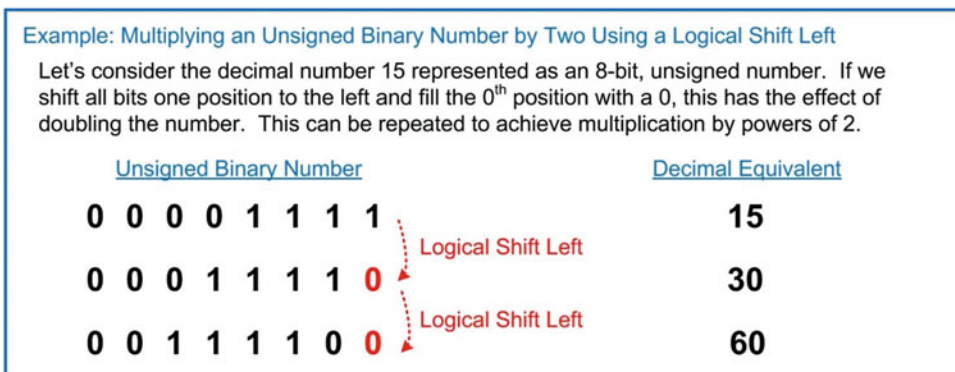 Example: Multiplying an Unsigned Binary Number by Two Using a Logical Shift Left
Let's consider the decimal number 15 represented as an 8-bit, unsigned number. If we
shift all bits one position to the left and fill the 0th position with a 0, this has the effect of
doubling the number. This can be repeated to achieve multiplication by powers of 2.
Unsigned Binary Number Decimal Equivalent
0 0 0 0 1 1 1 1 15
Logical Shift Left
0 0 0 1 1 1 1 0 30
Logical Shift Left
0 0 1 1 1 1 0 0 60